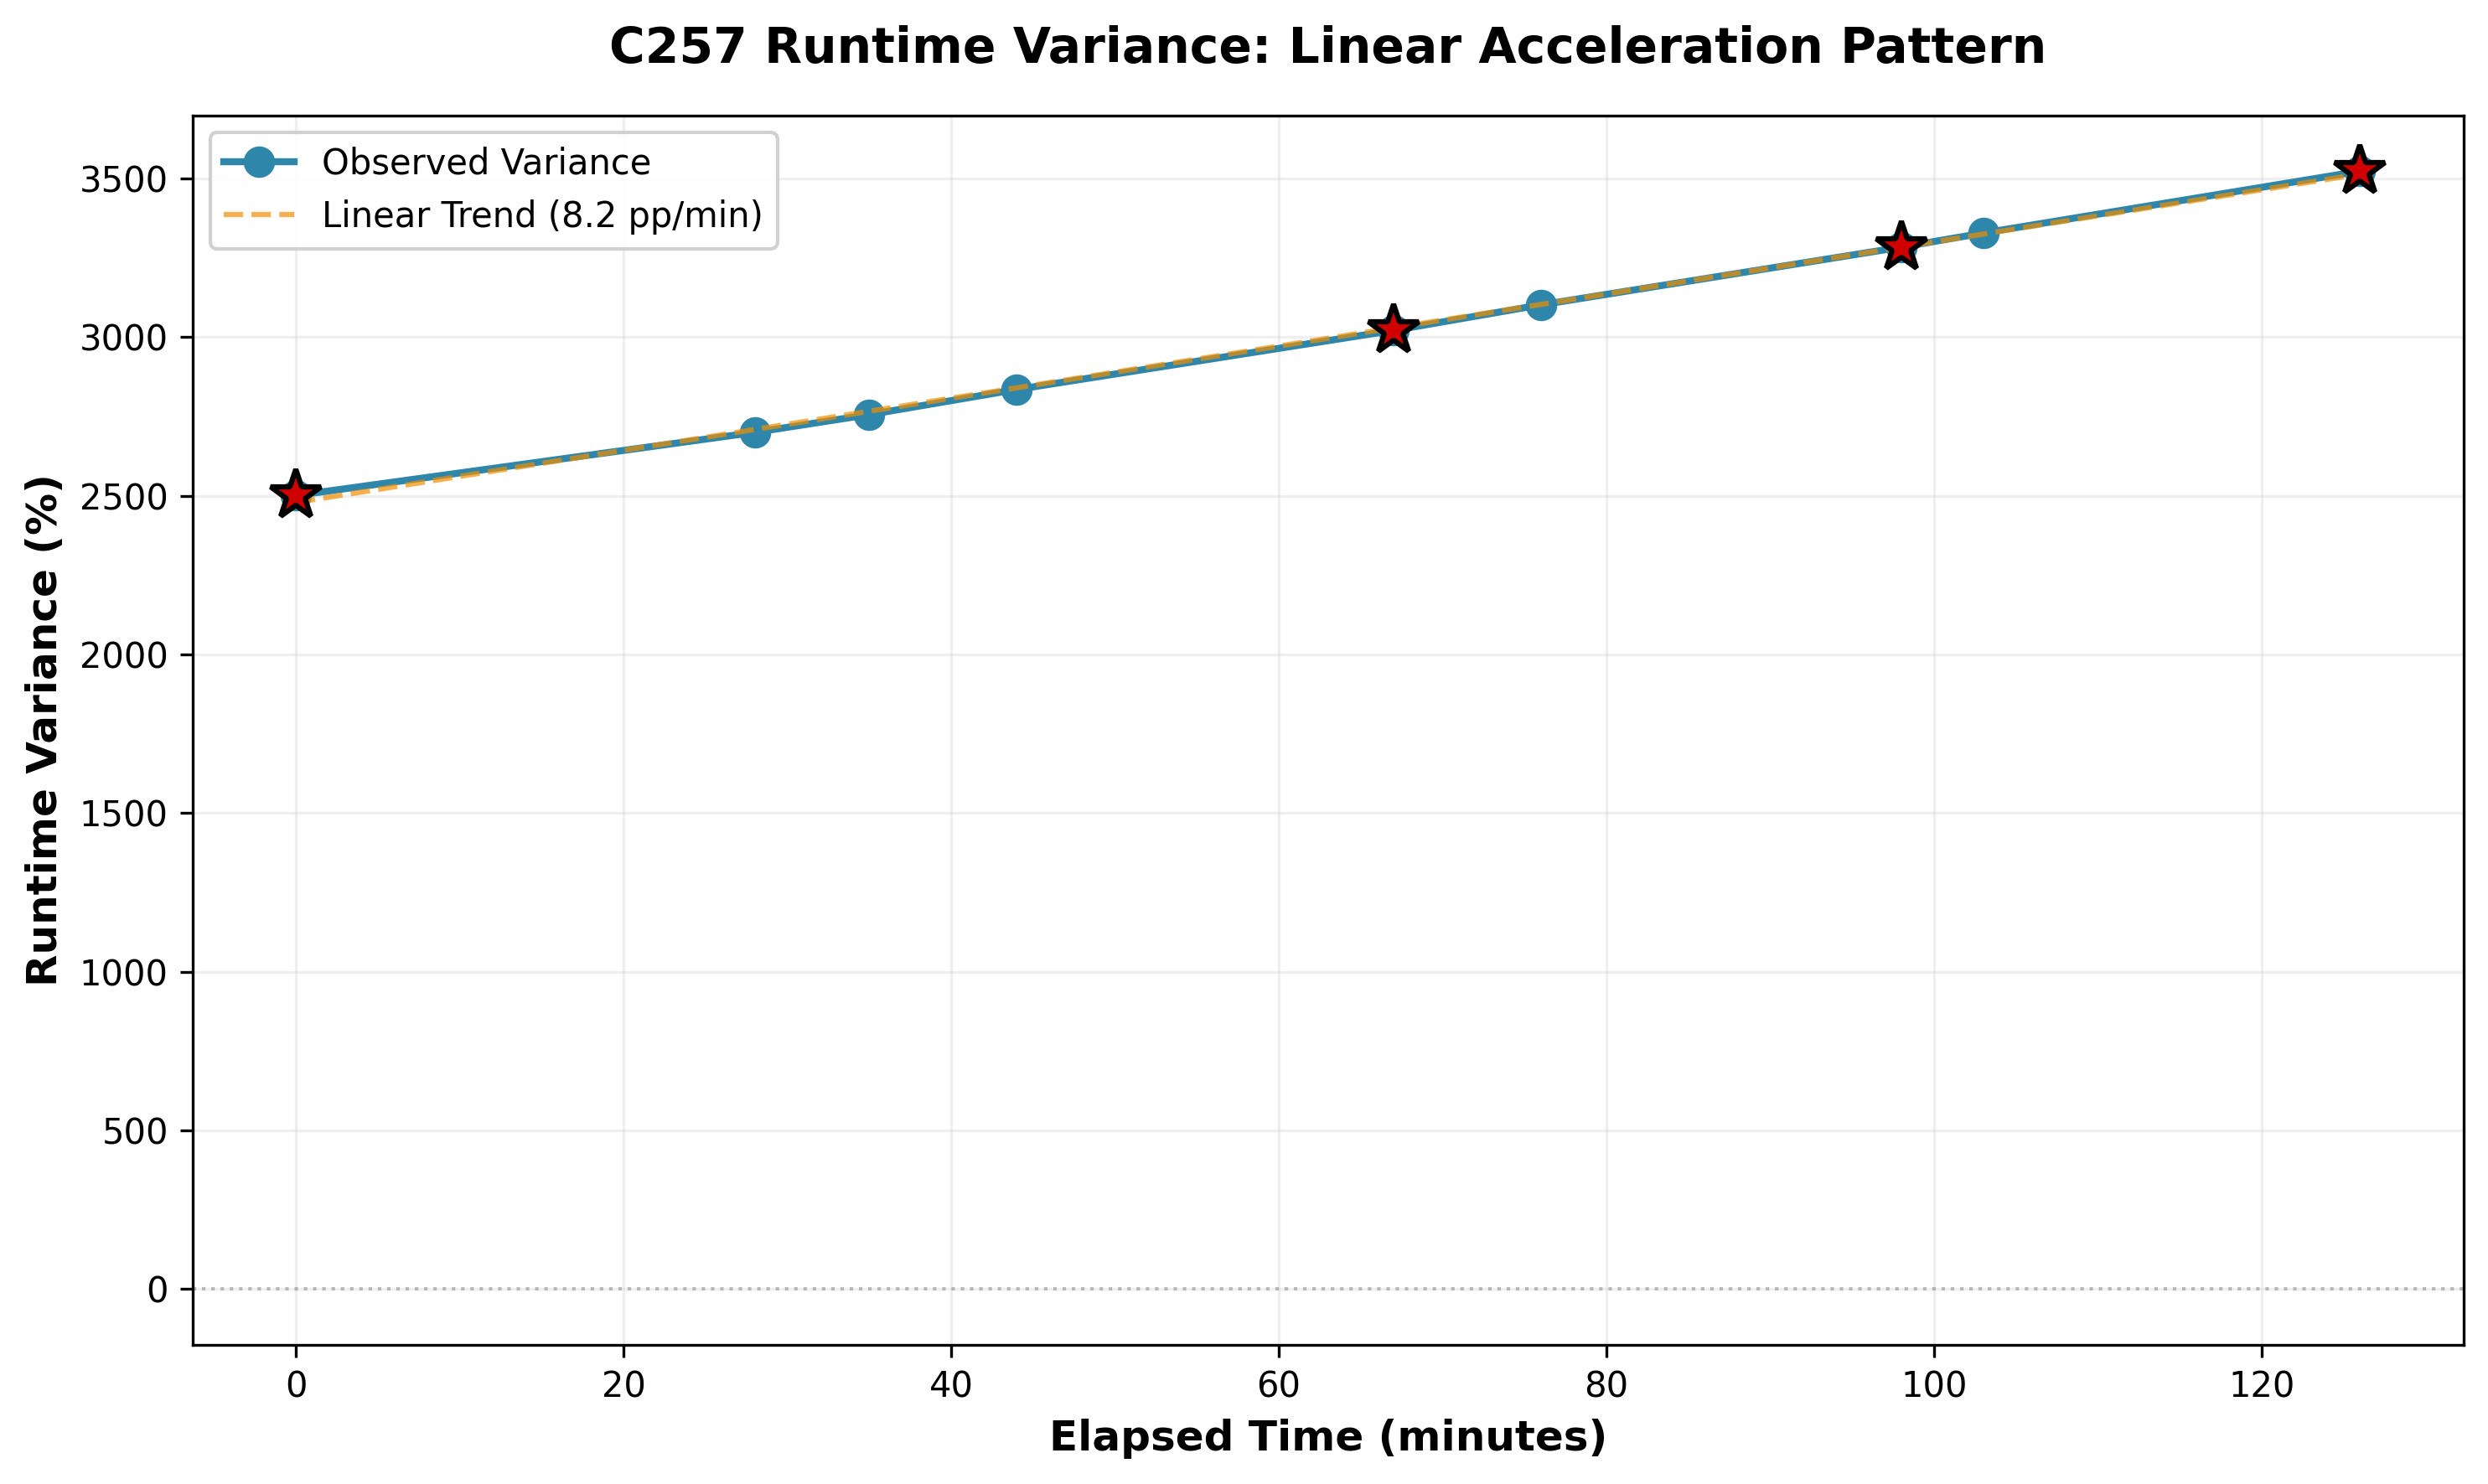 C257 Runtime Variance: Linear Acceleration Pattern
Observed Variance
Linear Trend (8.2 pp/min)
Runtime Variance (%)
3500
3000
2500
2000
1500
1000
500
0
0 20 40 60 80 100 120
Elapsed Time (minutes)